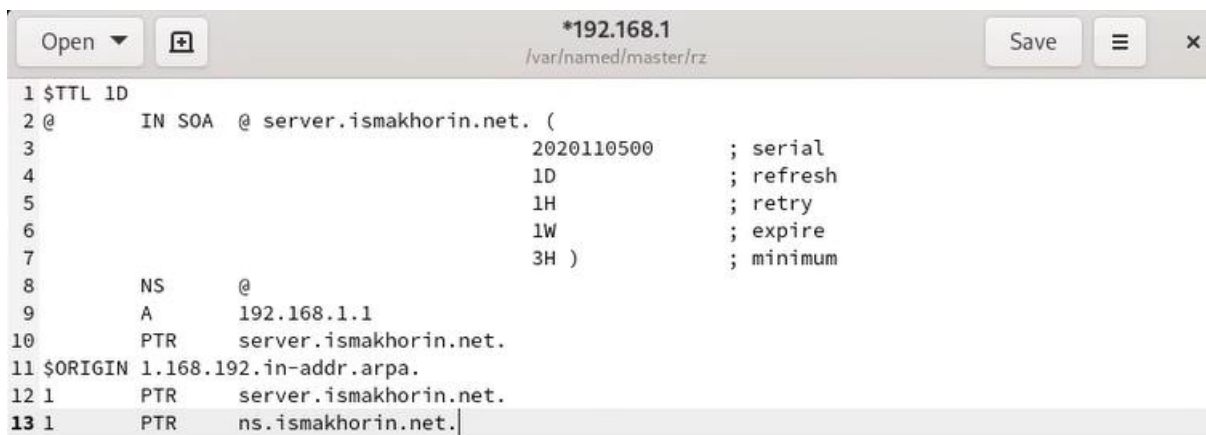 Open *192.168.1 Save
/var/named/master/rz
1 $TTL 1D
2 @ IN SOA @ server.ismakhorin.net. (
3 2020110500 ; serial
4 1D ; refresh
5 1H ; retry
6 1W ; expire
7 3H ) ; minimum
8 NS @
9 A 192.168.1.1
10 PTR server.ismakhorin.net.
11 $ORIGIN 1.168.192.in-addr.arpa.
12 1 PTR server.ismakhorin.net.
13 1 PTR ns.ismakhorin.net.